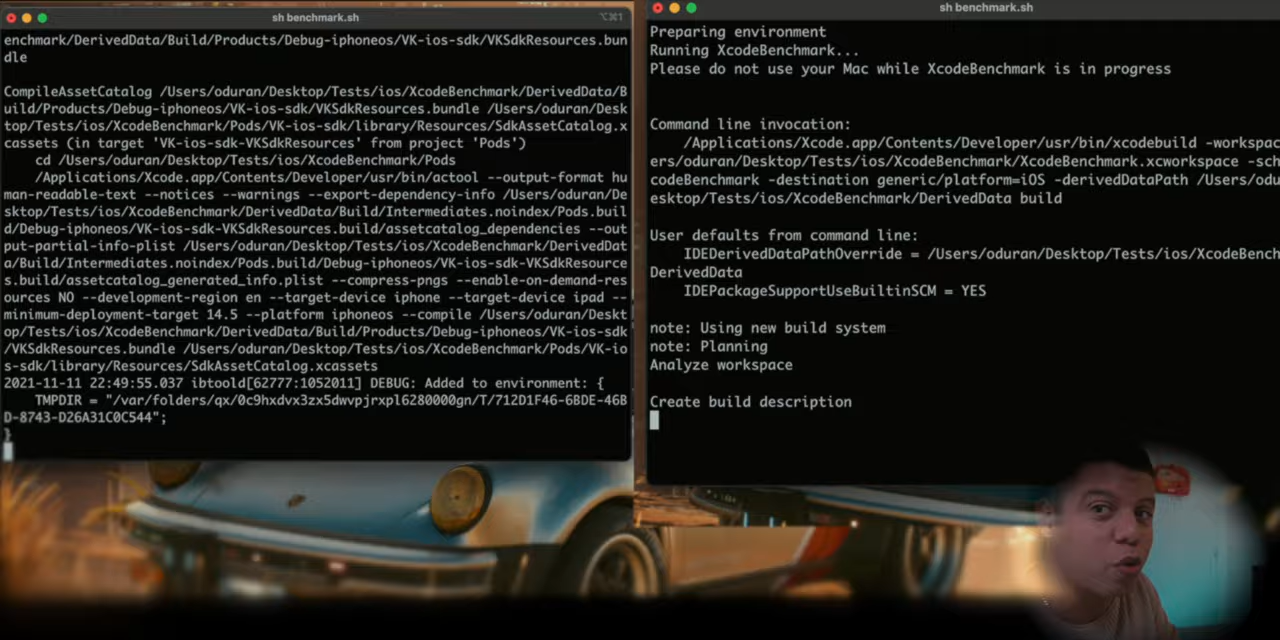 sh benchmark.sh
⌥⌘1
enchmark/DerivedData/Build/Products/Debug-iphoneos/VK-ios-sdk/VKSdkResources.bun
dle
CompileAssetCatalog /Users/oduran/Desktop/Tests/ios/XcodeBenchmark/DerivedData/B
uild/Products/Debug-iphoneos/VK-ios-sdk/VKSdkResources.bundle /Users/oduran/Desk
top/Tests/ios/XcodeBenchmark/Pods/VK-ios-sdk/library/Resources/SdkAssetCatalog.x
cassets (in target 'VK-ios-sdk-VKSdkResources' from project 'Pods')
cd /Users/oduran/Desktop/Tests/ios/XcodeBenchmark/Pods
/Applications/Xcode.app/Contents/Developer/usr/bin/actool --output-format hu
man-readable-text --notices --warnings --export-dependency-info /Users/oduran/De
sktop/Tests/ios/XcodeBenchmark/DerivedData/Build/Intermediates.noindex/Pods.buil
d/Debug-iphoneos/VK-ios-sdk-VKSdkResources.build/assetcatalog_dependencies --out
put-partial-info-plist /Users/oduran/Desktop/Tests/ios/XcodeBenchmark/DerivedDat
a/Build/Intermediates.noindex/Pods.build/Debug-iphoneos/VK-ios-sdk-VKSdkResource
s.build/assetcatalog_generated_info.plist --compress-pngs --enable-on-demand-res
ources NO --development-region en --target-device iphone --target-device ipad --
minimum-deployment-target 14.5 --platform iphoneos --compile /Users/oduran/Deskt
op/Tests/ios/XcodeBenchmark/DerivedData/Build/Products/Debug-iphoneos/VK-ios-sdk
/VKSdkResources.bundle /Users/oduran/Desktop/Tests/ios/XcodeBenchmark/Pods/VK-io
s-sdk/library/Resources/SdkAssetCatalog.xcassets
2021-11-11 22:49:55.037 ibtoold[62777:1052011] DEBUG: Added to environment: {
TMPDIR = "/var/folders/qx/0c9hxdvx3zx5dwvpjrxpl6280000gn/T/712D1F46-6BDE-46B
D-8743-D26A31C0C544";
}
sh benchmark.sh
Preparing environment
Running XcodeBenchmark...
Please do not use your Mac while XcodeBenchmark is in progress
Command line invocation:
/Applications/Xcode.app/Contents/Developer/usr/bin/xcodebuild -workspac
ers/oduran/Desktop/Tests/ios/XcodeBenchmark/XcodeBenchmark.xcworkspace -sch
codeBenchmark -destination generic/platform=iOS -derivedDataPath /Users/odu
esktop/Tests/ios/XcodeBenchmark/DerivedData build
User defaults from command line:
IDEDerivedDataPathOverride = /Users/oduran/Desktop/Tests/ios/XcodeBench
DerivedData
IDEPackageSupportUseBuiltinSCM = YES
note: Using new build system
note: Planning
Analyze workspace
Create build description